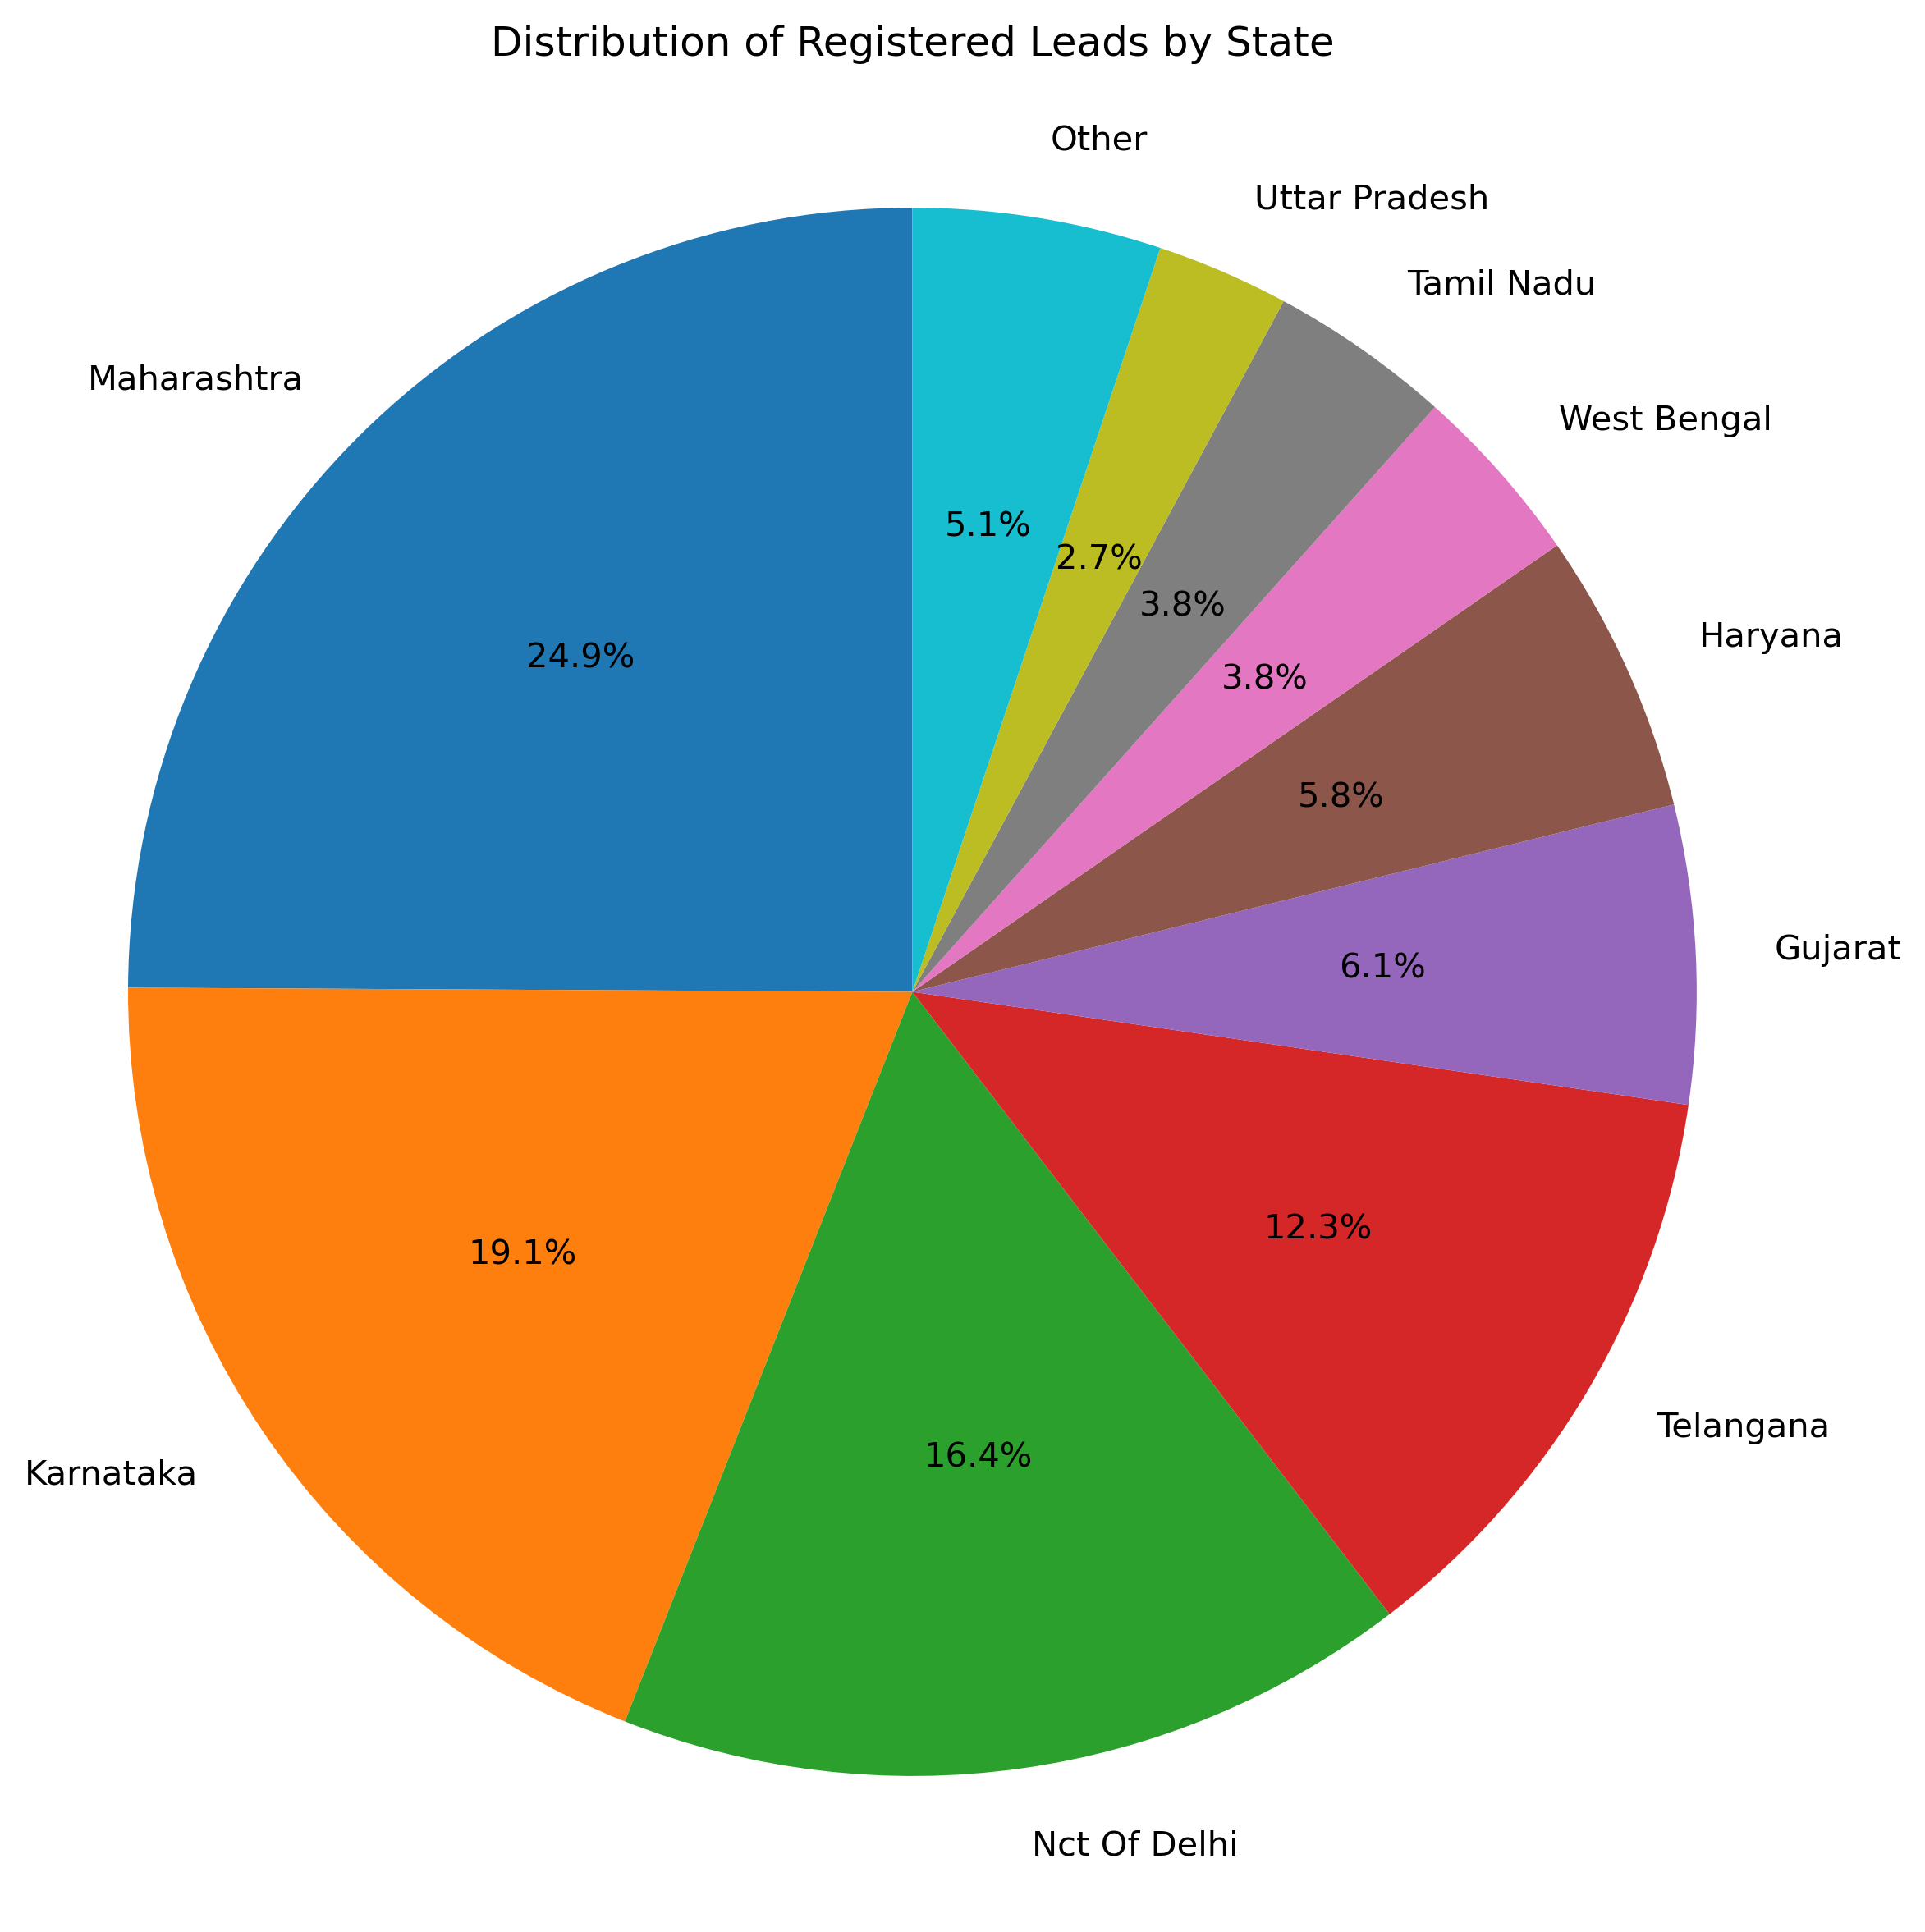 Distribution of Registered Leads by State
Other
Uttar Pradesh
Tamil Nadu
Maharashtra
West Bengal
5.1%
2.7%
3.8%
Haryana
24.9%
3.8%
5.8%
Gujarat
6.1%
12.3%
19.1%
Telangana
16.4%
Karnataka
Nct Of Delhi